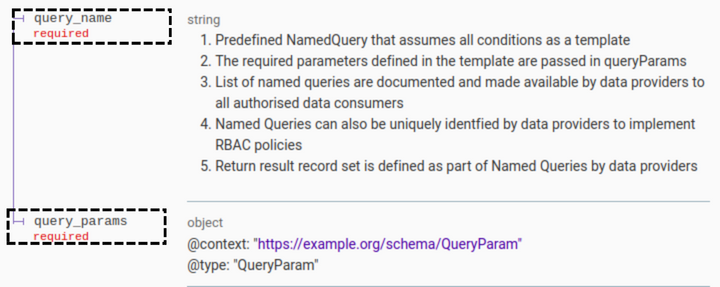 query_name
required
string
1. Predefined NamedQuery that assumes all conditions as a template
2. The required parameters defined in the template are passed in queryParams
3. List of named queries are documented and made available by data providers to
all authorised data consumers
4. Named Queries can also be uniquely identfied by data providers to implement
RBAC policies
5. Return result record set is defined as part of Named Queries by data providers
query_params
required
object
@context: "https://example.org/schema/QueryParam"
@type: "QueryParam"